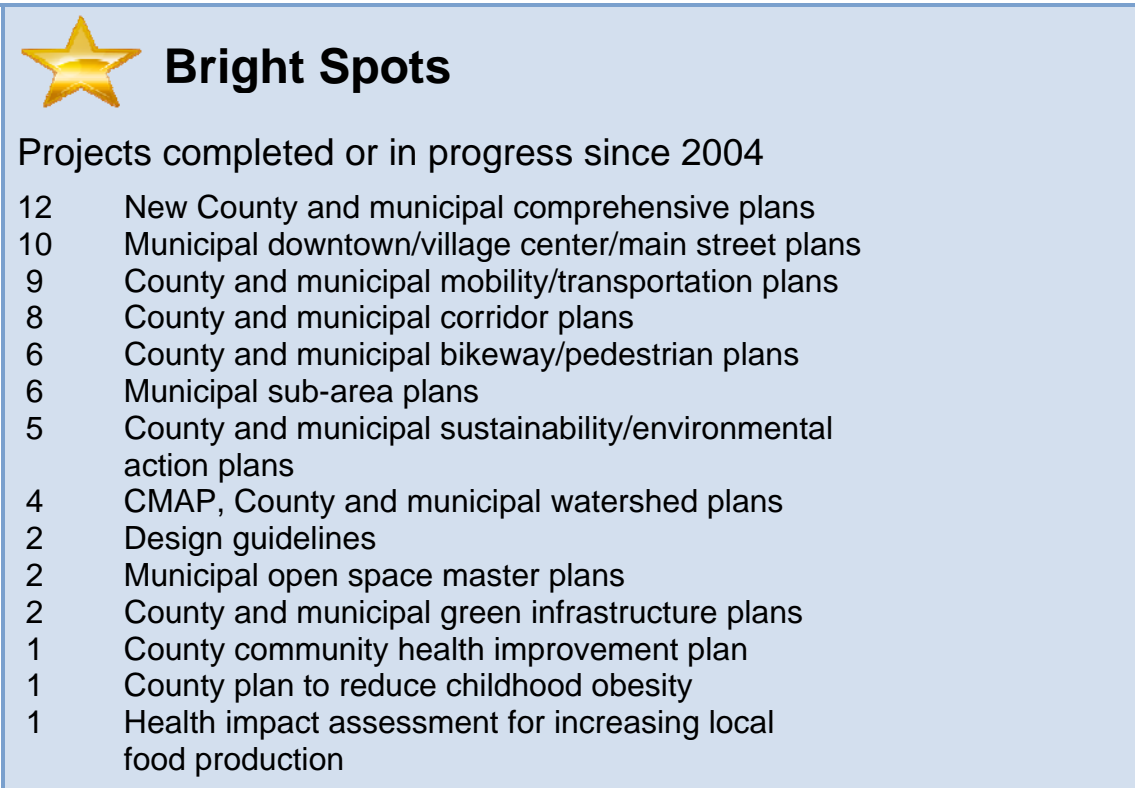 Bright Spots
Projects completed or in progress since 2004
12 New County and municipal comprehensive plans
10 Municipal downtown/village center/main street plans
9 County and municipal mobility/transportation plans
8 County and municipal corridor plans
6 County and municipal bikeway/pedestrian plans
6 Municipal sub-area plans
5 County and municipal sustainability/environmental
action plans
4 CMAP, County and municipal watershed plans
2 Design guidelines
2 Municipal open space master plans
2 County and municipal green infrastructure plans
1 County community health improvement plan
1 County plan to reduce childhood obesity
1 Health impact assessment for increasing local
food production